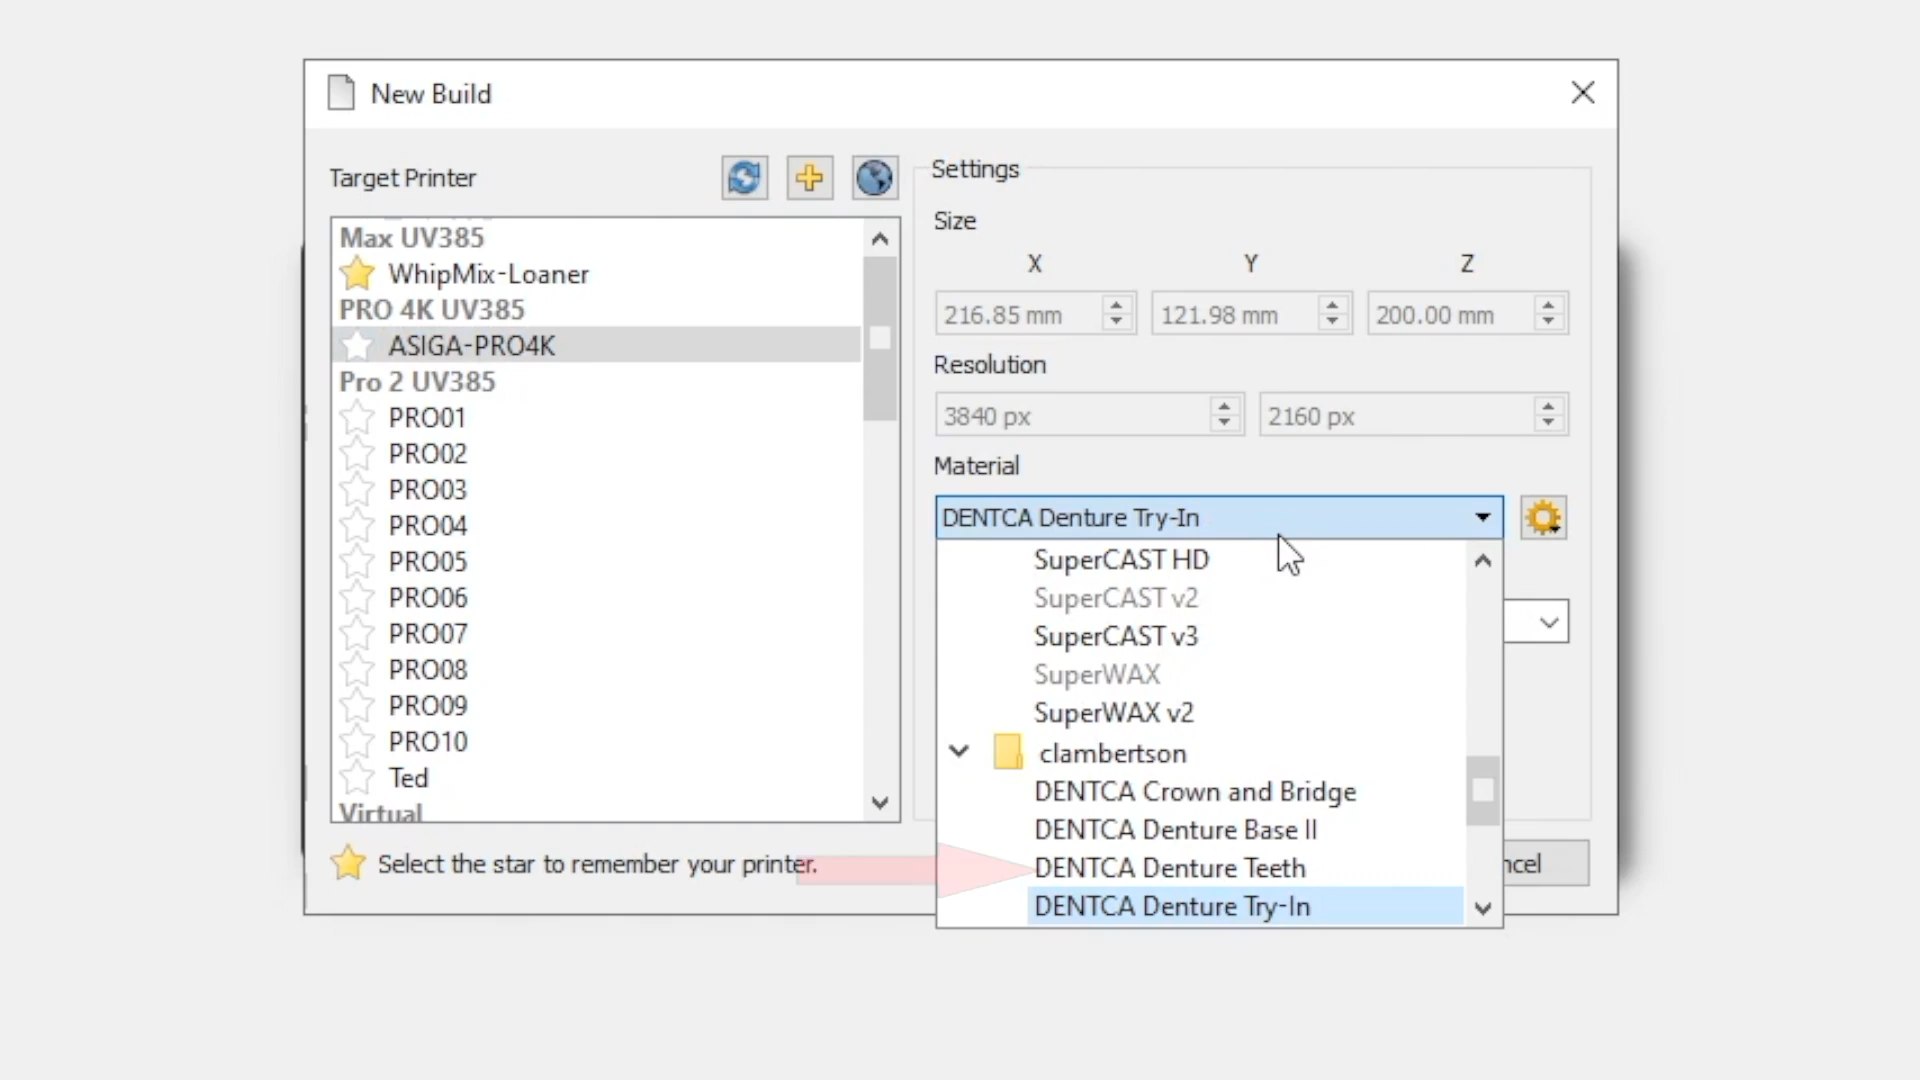 New Build
Target Printer
Max UV385
WhipMix-Loaner
PRO 4K UV385
ASIGA-PRO4K
Pro 2 UV385
PRO01
PRO02
PRO03
PRO04
PRO05
PRO06
PRO07
PRO08
PRO09
PRO10
Ted
Virtual
Select the star to remember your printer.
Settings
Size
X Y Z
216.85 mm 121.98 mm 200.00 mm
Resolution
3840 px 2160 px
Material
DENTCA Denture Try-In
SuperCAST HD
SuperCAST v2
SuperCAST v3
SuperWAX
SuperWAX v2
clambertson
DENTCA Crown and Bridge
DENTCA Denture Base II
DENTCA Denture Teeth
DENTCA Denture Try-In
ncel